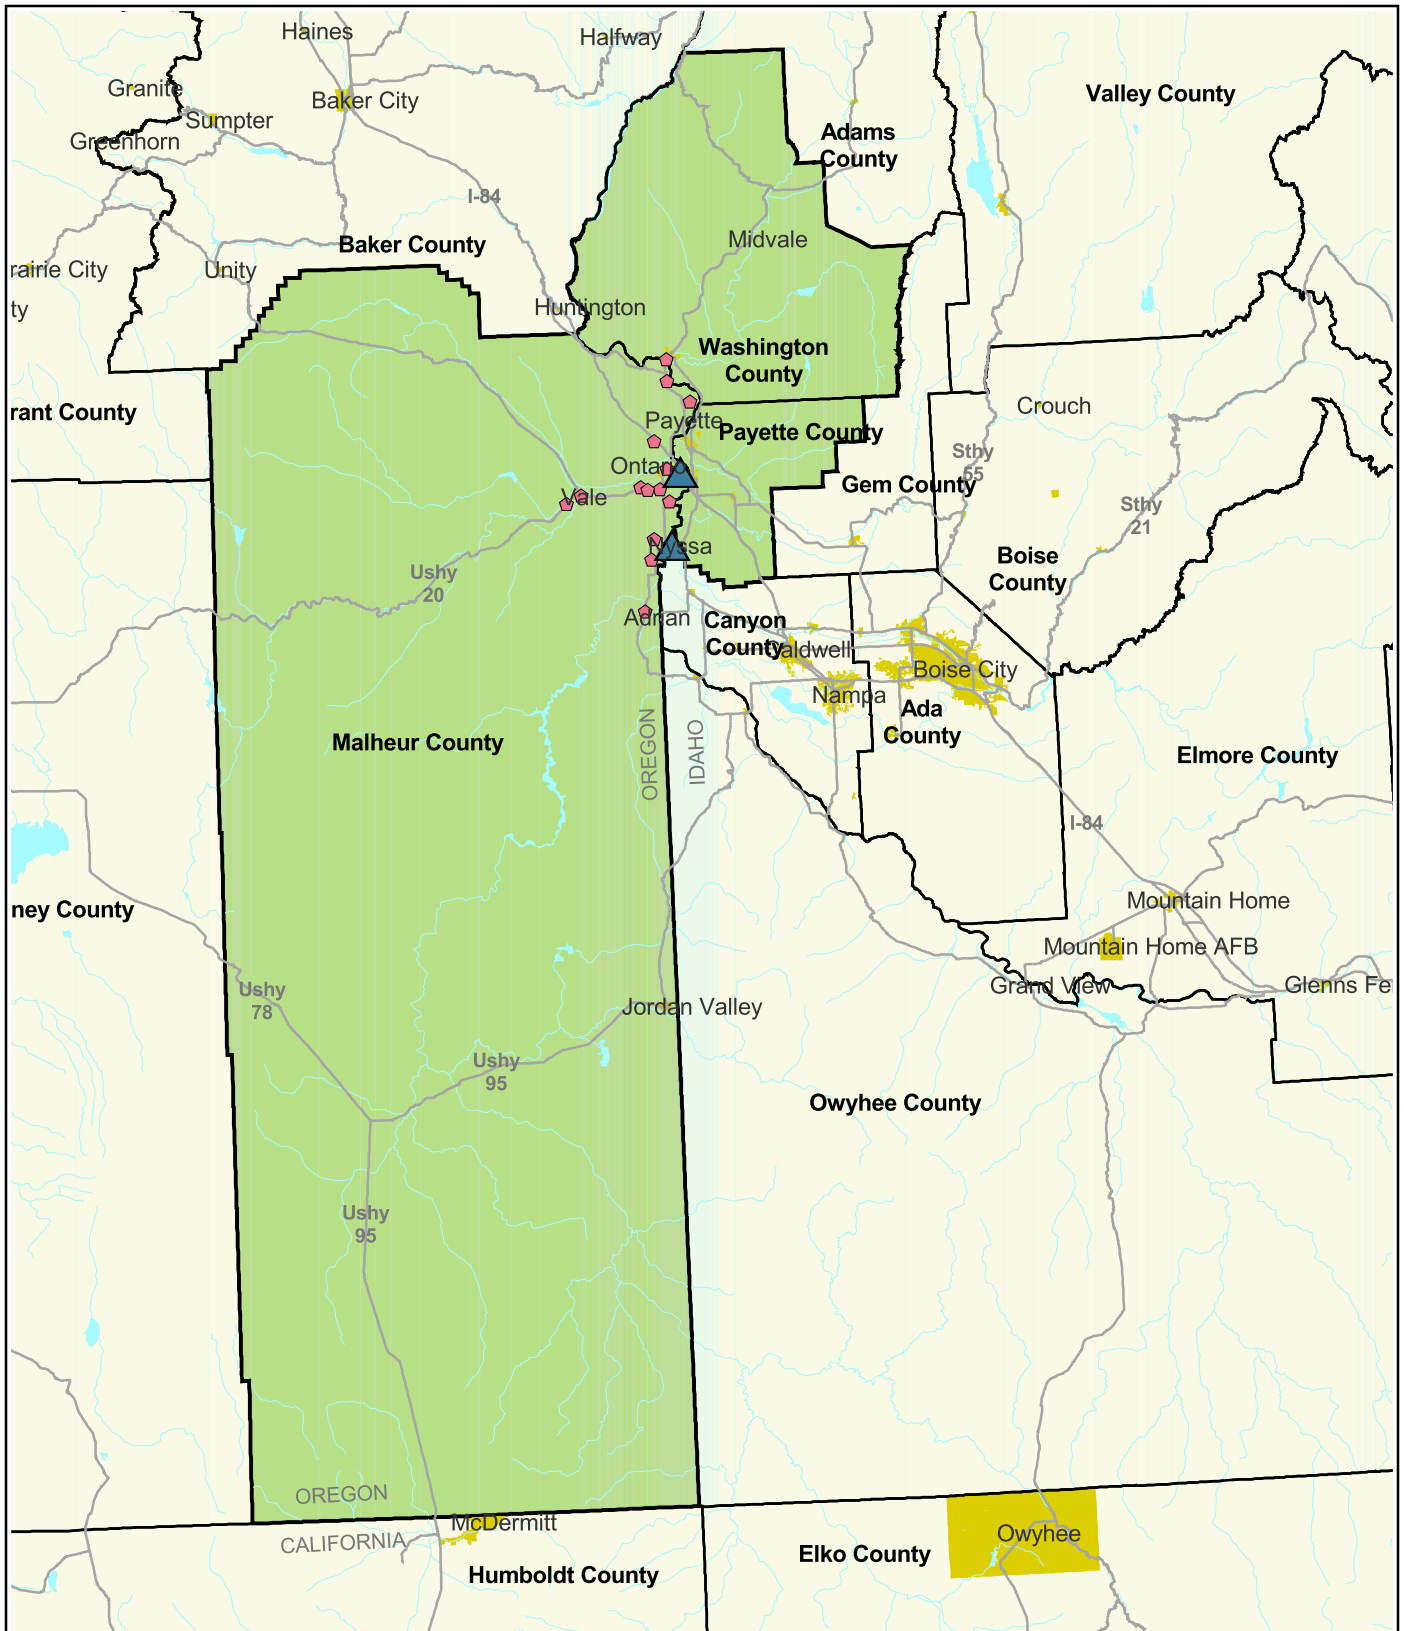 Haines
Halfway
Granite
Baker City
Sumpter
Greenhorn
Valley County
Adams
County
I-84
Baker County
Midvale
rairie City
Unity
ty
Huntington
Washington
County
rant County
Crouch
Payette
Payette County
Sthy
55
Ontario
Gem County
Vale
Sthy
21
Nyssa
Boise
County
Ushy
20
Adrian
Canyon
County
Caldwell
Boise City
Nampa
Ada
County
Malheur County
OREGON
IDAHO
Elmore County
I-84
Mountain Home
ney County
Mountain Home AFB
Grand View
Glenns Fe
Ushy
78
Jordan Valley
Ushy
95
Owyhee County
Ushy
95
OREGON
CALIFORNIA
McDermitt
Owyhee
Elko County
Humboldt County